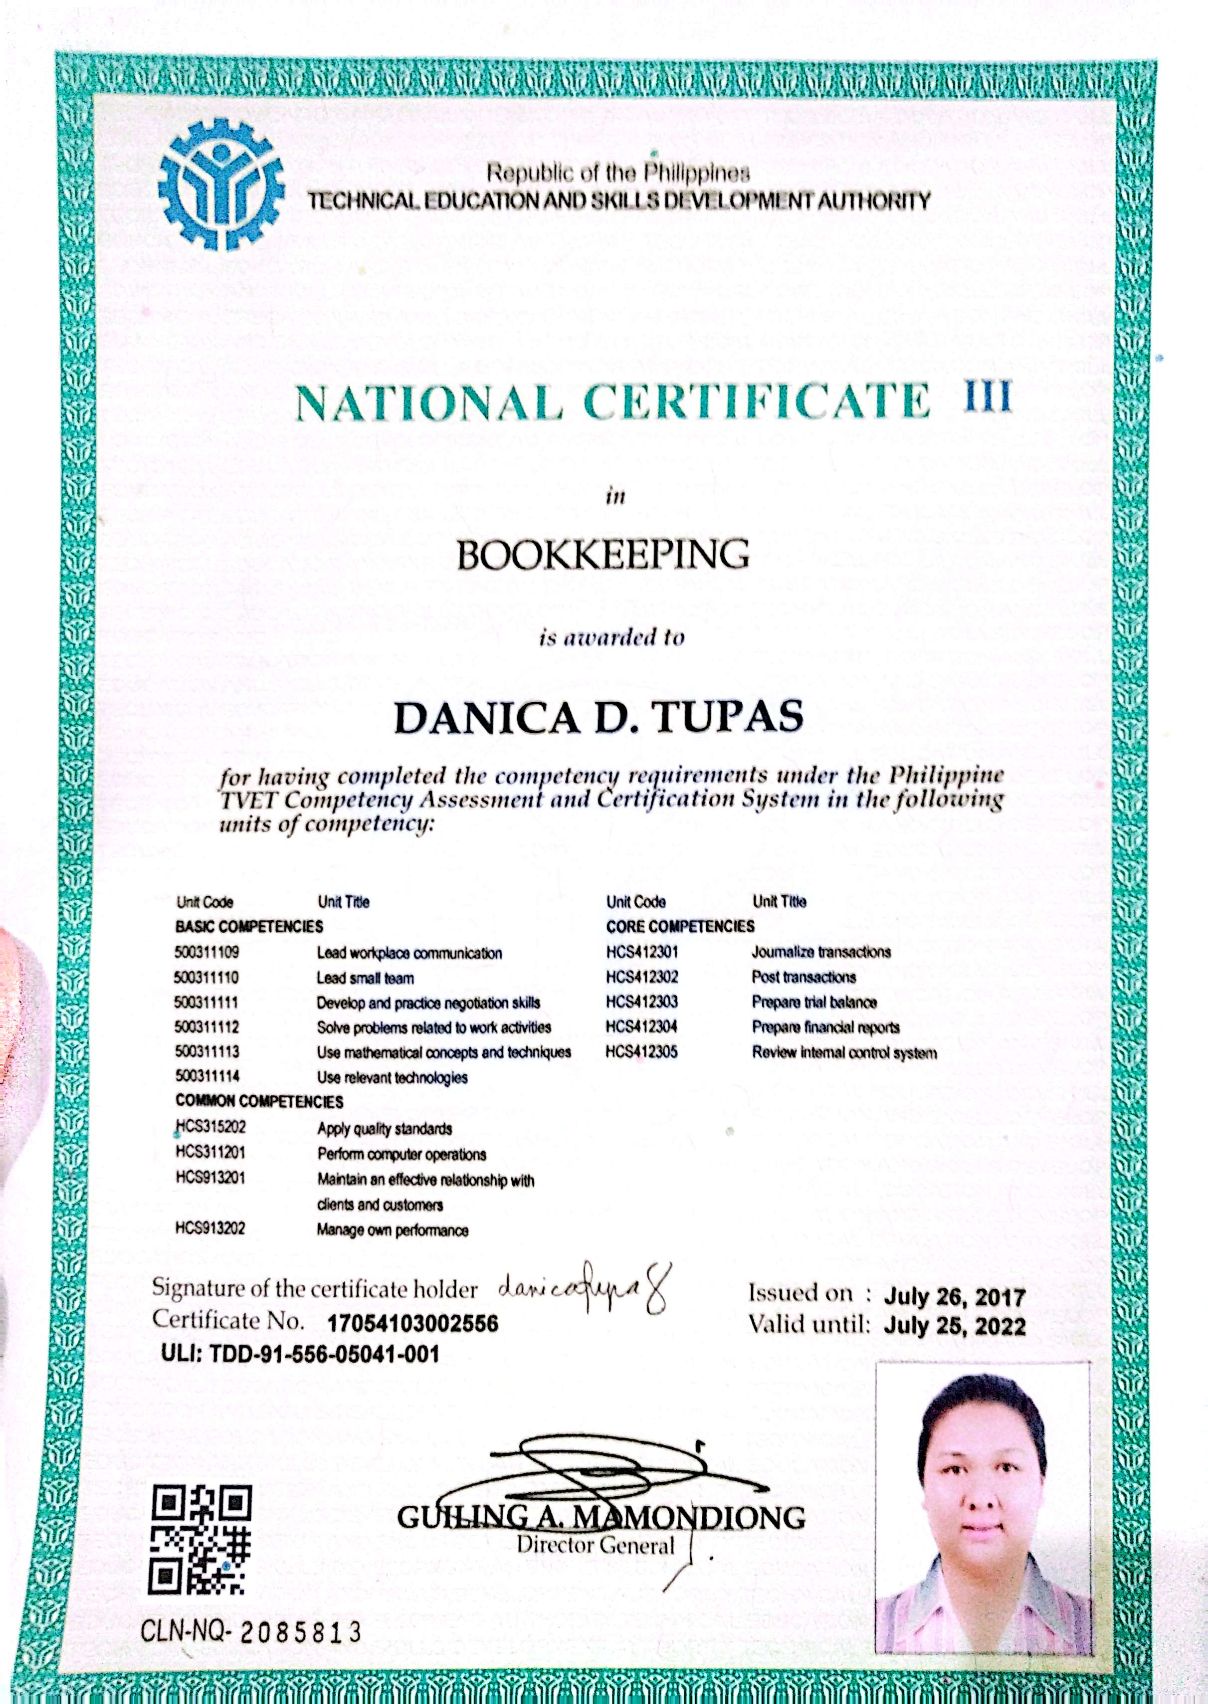 Republic of the Philippines
TECHNICAL EDUCATION AND SKILLS DEVELOPMENT AUTHORITY
NATIONAL CERTIFICATE III
in
BOOKKEEPING
is awarded to
DANICA D. TUPAS
for having completed the competency requirements under the Philippine
TVET Competency Assessment and Certification System in the following
units of competency:
Unit Code Unit Title
BASIC COMPETENCIES
500311109 Lead workplace communication
500311110 Lead small team
500311111 Develop and practice negotiation skills
500311112 Solve problems related to work activities
500311113 Use mathematical concepts and techniques
500311114 Use relevant technologies
COMMON COMPETENCIES
HCS315202 Apply quality standards
HCS311201 Perform computer operations
HCS913201 Maintain an effective relationship with
clients and customers
HCS913202 Manage own performance
Unit Code Unit Title
CORE COMPETENCIES
HCS412301 Journalize transactions
HCS412302 Post transactions
HCS412303 Prepare trial balance
HCS412304 Prepare financial reports
HCS412305 Review internal control system
Signature of the certificate holder
Certificate No. 17054103002556
ULI: TDD-91-556-05041-001
Issued on : July 26, 2017
Valid until: July 25, 2022
GUILING A. MAMONDIONG
Director General
CLN-NQ- 2085813